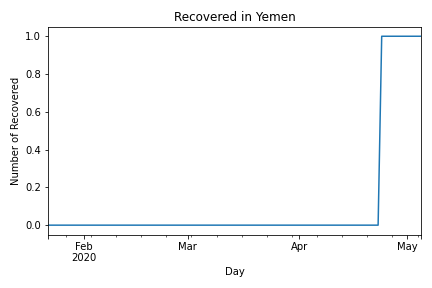 Recovered in Yemen
1.0
0.8
0.6
0.4
0.2
0.0
Number of Recovered
Feb
2020
Mar
Apr
May
Day